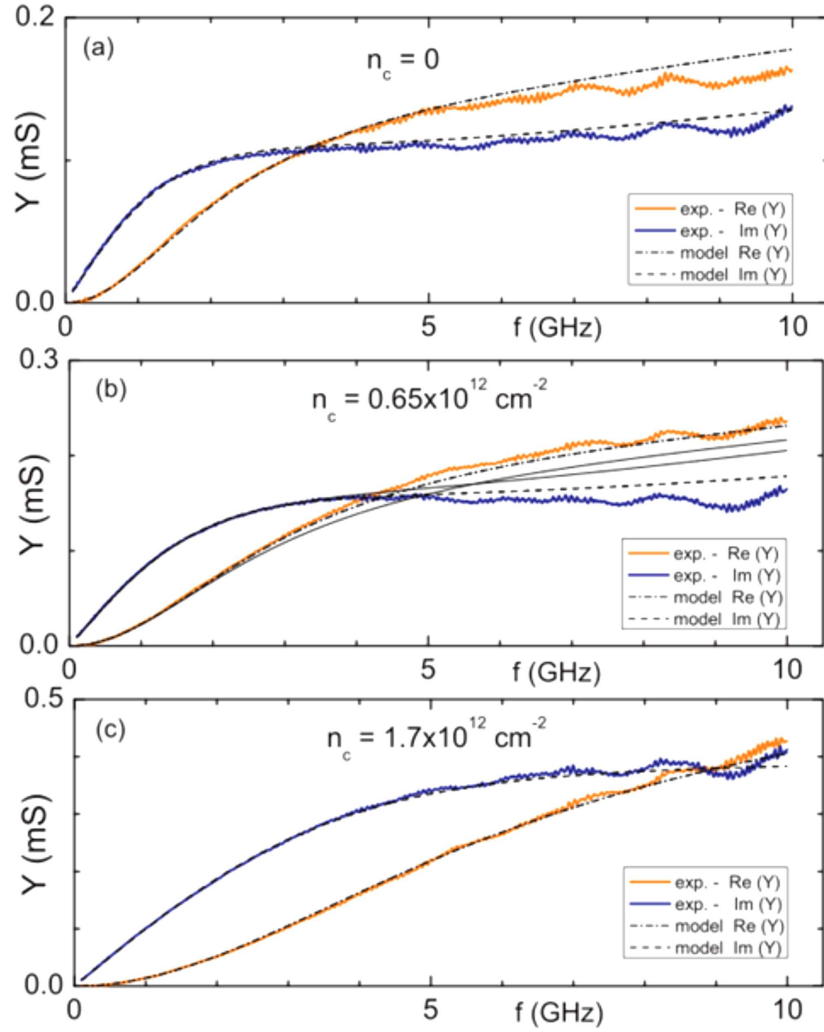 0.2
(a)
n_c = 0
Y (mS)
exp. - Re (Y)
exp. - Im (Y)
model Re (Y)
model Im (Y)
0.0
0
5
f (GHz)
10
0.3
(b)
n_c = 0.65x10^12 cm^-2
Y (mS)
exp. - Re (Y)
exp. - Im (Y)
model Re (Y)
model Im (Y)
0.0
0
5
f (GHz)
10
0.5
(c)
n_c = 1.7x10^12 cm^-2
Y (mS)
exp. - Re (Y)
exp. - Im (Y)
model Re (Y)
model Im (Y)
0.0
0
5
f (GHz)
10